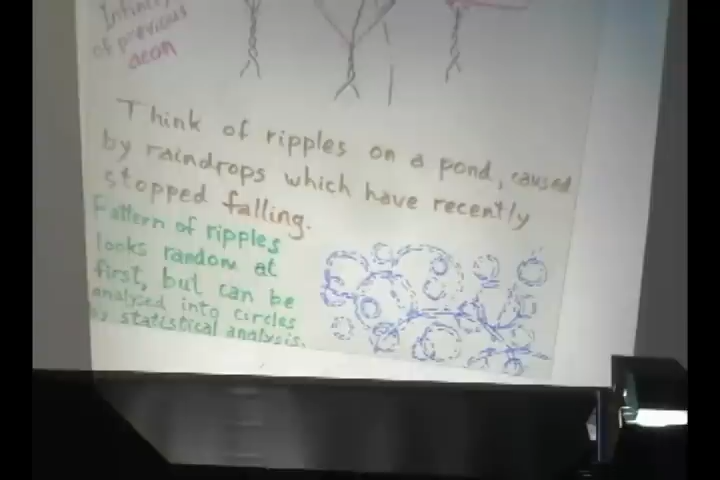 Infinity
of previous
aeon
Think of ripples on a pond, caused
by raindrops which have recently
stopped falling.
Pattern of ripples
looks random at
first, but can be
analysed into circles
by statistical analysis.